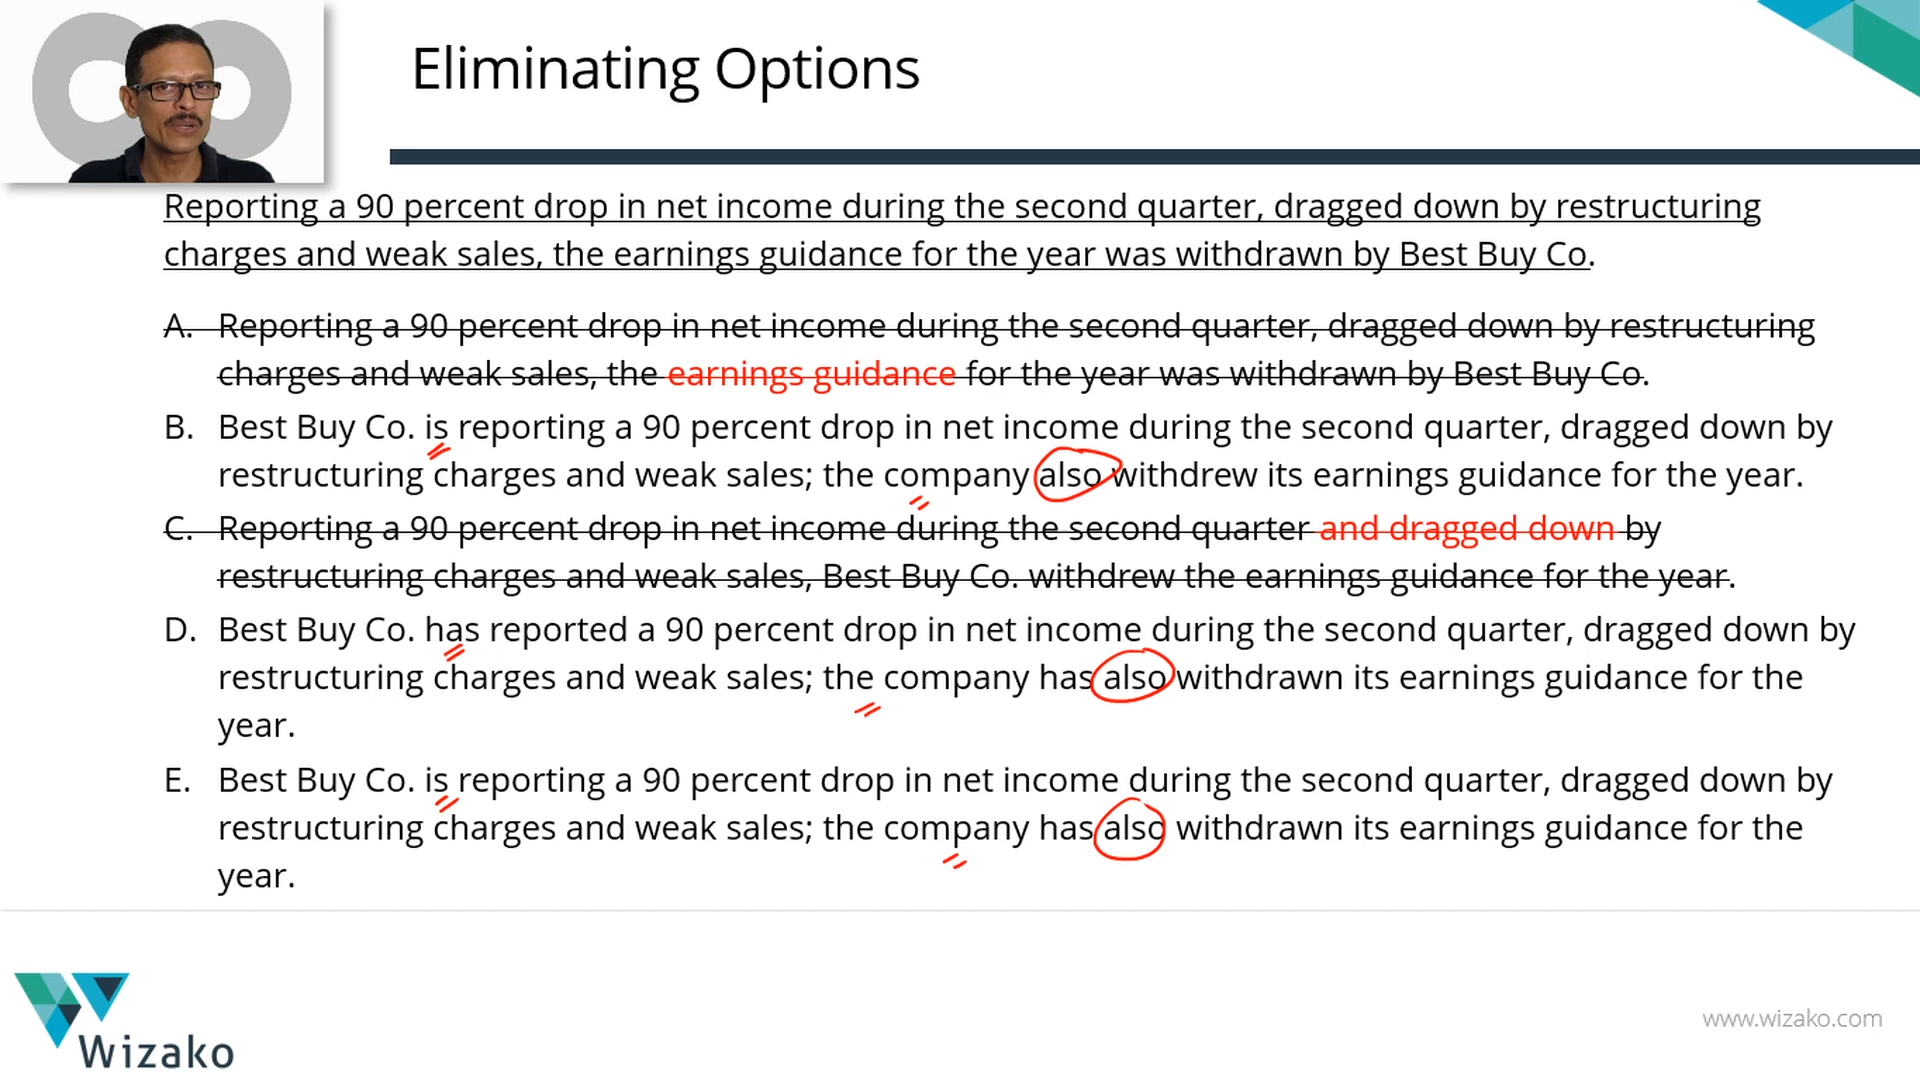 Eliminating Options
Reporting a 90 percent drop in net income during the second quarter, dragged down by restructuring
charges and weak sales, the earnings guidance for the year was withdrawn by Best Buy Co.
A. Reporting a 90 percent drop in net income during the second quarter, dragged down by restructuring
charges and weak sales, the earnings guidance for the year was withdrawn by Best Buy Co.
B. Best Buy Co. is reporting a 90 percent drop in net income during the second quarter, dragged down by
restructuring charges and weak sales; the company also withdrew its earnings guidance for the year.
C. Reporting a 90 percent drop in net income during the second quarter and dragged down by
restructuring charges and weak sales, Best Buy Co. withdrew the earnings guidance for the year.
D. Best Buy Co. has reported a 90 percent drop in net income during the second quarter, dragged down by
restructuring charges and weak sales; the company has also withdrawn its earnings guidance for the
year.
E. Best Buy Co. is reporting a 90 percent drop in net income during the second quarter, dragged down by
restructuring charges and weak sales; the company has also withdrawn its earnings guidance for the
year.
Wizako
www.wizako.com